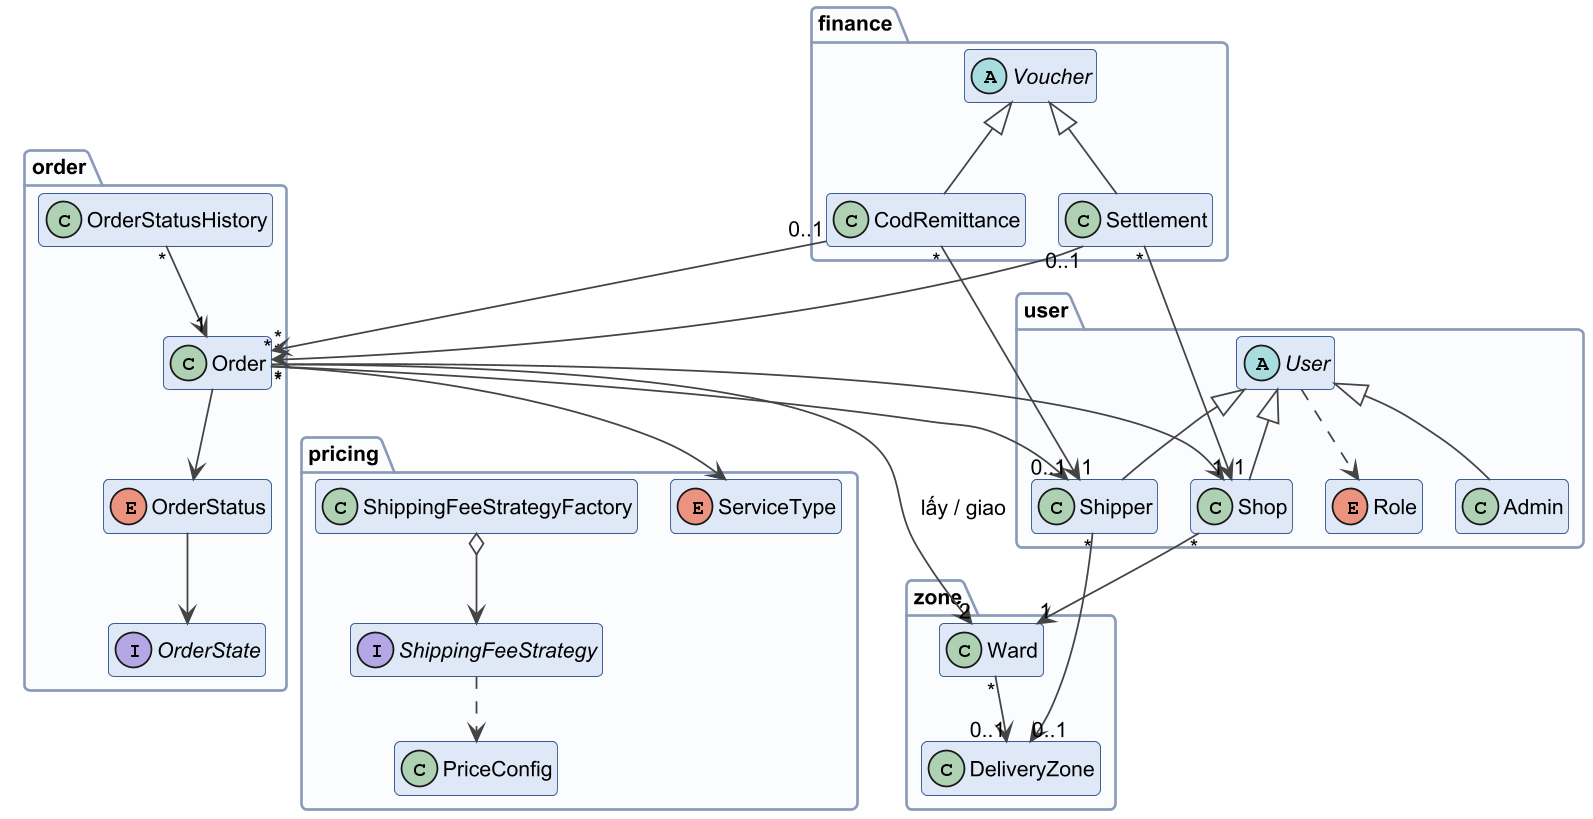 finance
A Voucher
C CodRemittance
C Settlement
0..1
*
0..1
*
order
C OrderStatusHistory
*
1
C Order
*
*
*
E OrderStatus
I OrderState
user
A User
0..1
1
1
1
C Shipper
C Shop
E Role
C Admin
*
*
pricing
C ShippingFeeStrategyFactory
E ServiceType
I ShippingFeeStrategy
C PriceConfig
lấy / giao
zone
2
1
C Ward
*
0..1
0..1
C DeliveryZone